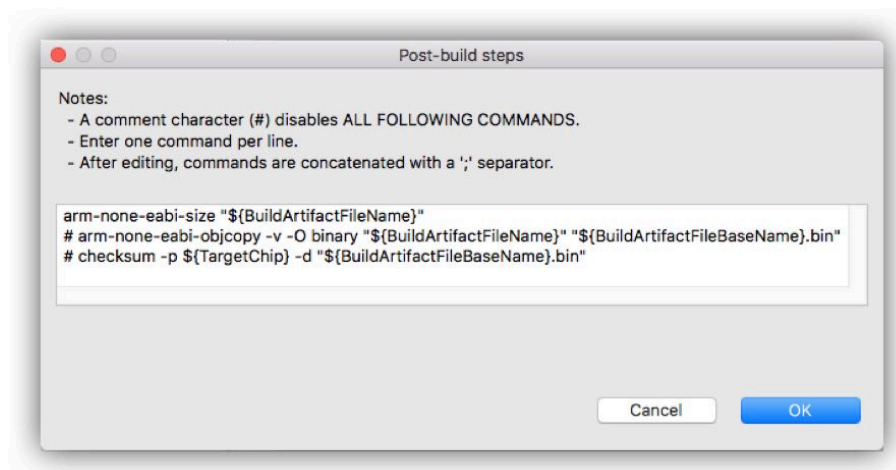 Post-build steps
Notes:
- A comment character (#) disables ALL FOLLOWING COMMANDS.
- Enter one command per line.
- After editing, commands are concatenated with a ';' separator.
arm-none-eabi-size "${BuildArtifactFileName}"
# arm-none-eabi-objcopy -v -O binary "${BuildArtifactFileName}" "${BuildArtifactFileBaseName}.bin"
# checksum -p ${TargetChip} -d "${BuildArtifactFileBaseName}.bin"
Cancel
OK